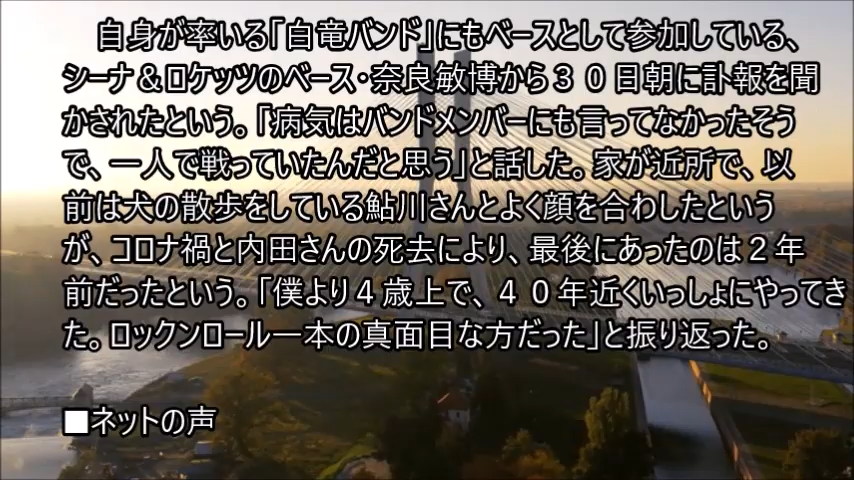 自身が率いる「白竜バンド」にもベースとして参加している、
シーナ＆ロケッツのベース・奈良敏博から３０日朝に訃報を聞
かされたという。「病気はバンドメンバーにも言ってなかったそう
で、一人で戦っていたんだと思う」と話した。家が近所で、以
前は犬の散歩をしている鮎川さんとよく顔を合わしたという
が、コロナ禍と内田さんの死去により、最後にあったのは２年
前だったという。「僕より４歳上で、４０年近くいっしょにやってき
た。ロックンロール一本の真面目な方だった」と振り返った。
■ネットの声